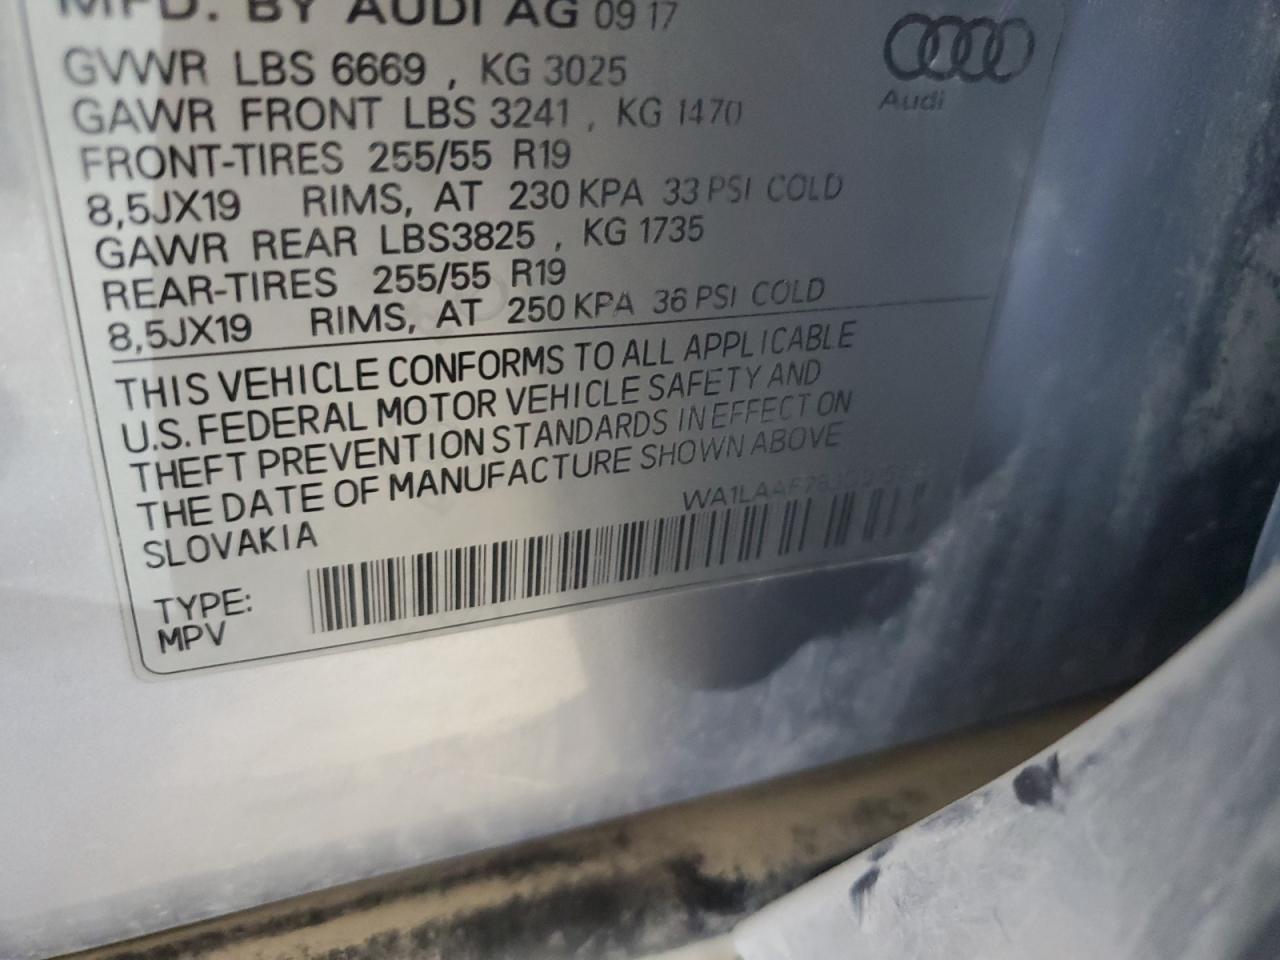 MFD. BY AUDI AG 09 17
GVWR LBS 6669 , KG 3025
GAWR FRONT LBS 3241 , KG 1470
FRONT-TIRES 255/55 R19
8,5JX19 RIMS, AT 230 KPA 33 PSI COLD
GAWR REAR LBS3825 , KG 1735
REAR-TIRES 255/55 R19
8,5JX19 RIMS, AT 250 KPA 36 PSI COLD
Audi
THIS VEHICLE CONFORMS TO ALL APPLICABLE
U.S. FEDERAL MOTOR VEHICLE SAFETY AND
THEFT PREVENTION STANDARDS IN EFFECT ON
THE DATE OF MANUFACTURE SHOWN ABOVE
SLOVAKIA
TYPE:
MPV